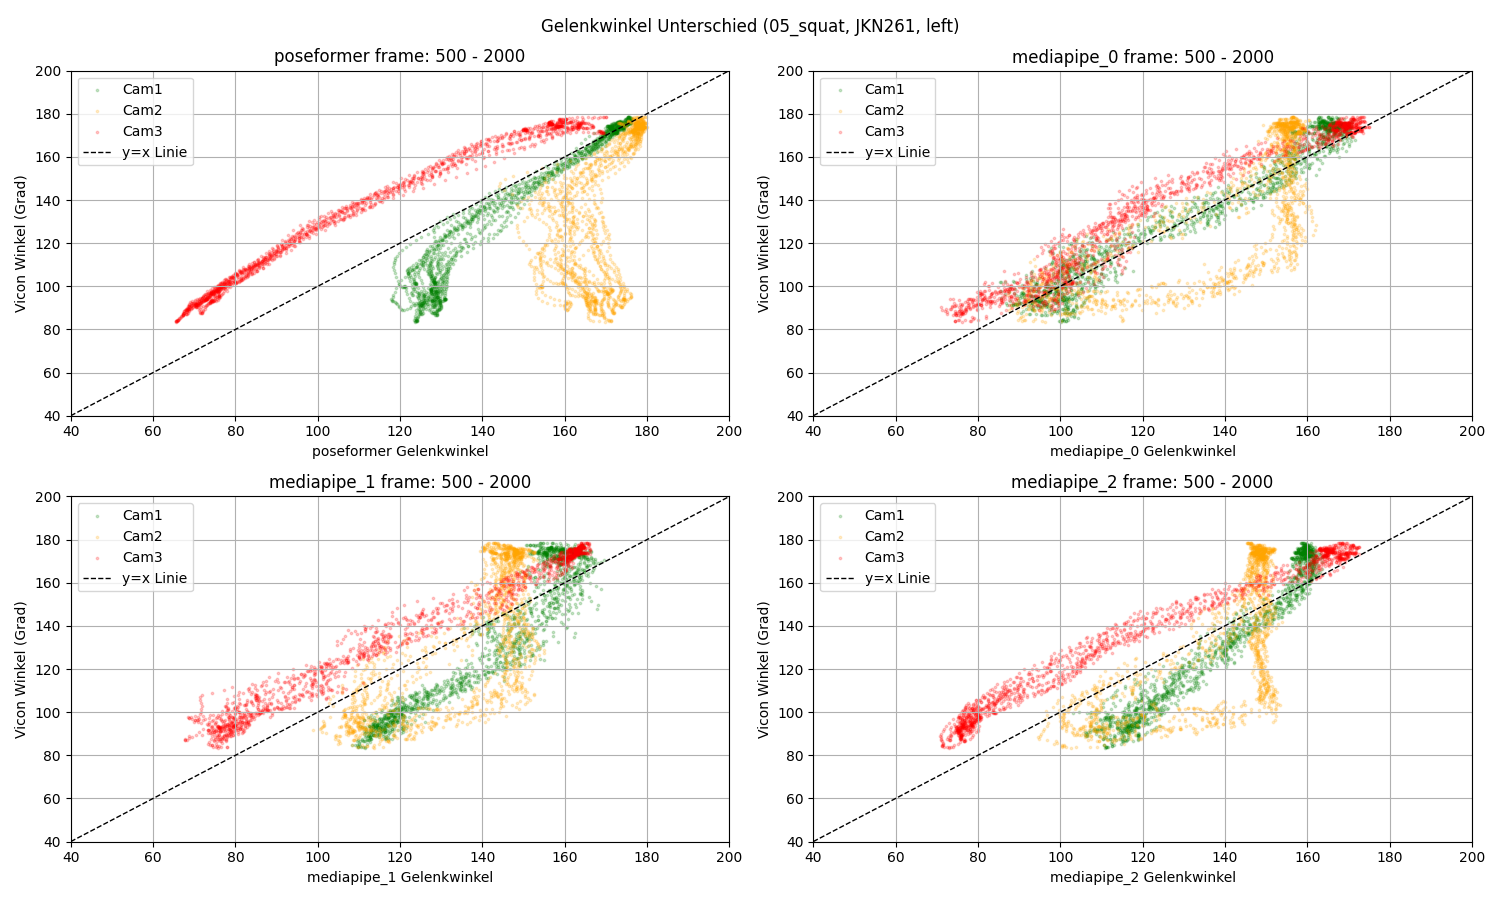 Gelenkwinkel Unterschied (05_squat, JKN261, left)
poseformer frame: 500 - 2000
200
180
160
140
120
100
80
60
40
Vicon Winkel (Grad)
Cam1
Cam2
Cam3
y=x Linie
40 60 80 100 120 140 160 180 200
poseformer Gelenkwinkel
mediapipe_0 frame: 500 - 2000
200
180
160
140
120
100
80
60
40
Vicon Winkel (Grad)
Cam1
Cam2
Cam3
y=x Linie
40 60 80 100 120 140 160 180 200
mediapipe_0 Gelenkwinkel
mediapipe_1 frame: 500 - 2000
200
180
160
140
120
100
80
60
40
Vicon Winkel (Grad)
Cam1
Cam2
Cam3
y=x Linie
40 60 80 100 120 140 160 180 200
mediapipe_1 Gelenkwinkel
mediapipe_2 frame: 500 - 2000
200
180
160
140
120
100
80
60
40
Vicon Winkel (Grad)
Cam1
Cam2
Cam3
y=x Linie
40 60 80 100 120 140 160 180 200
mediapipe_2 Gelenkwinkel